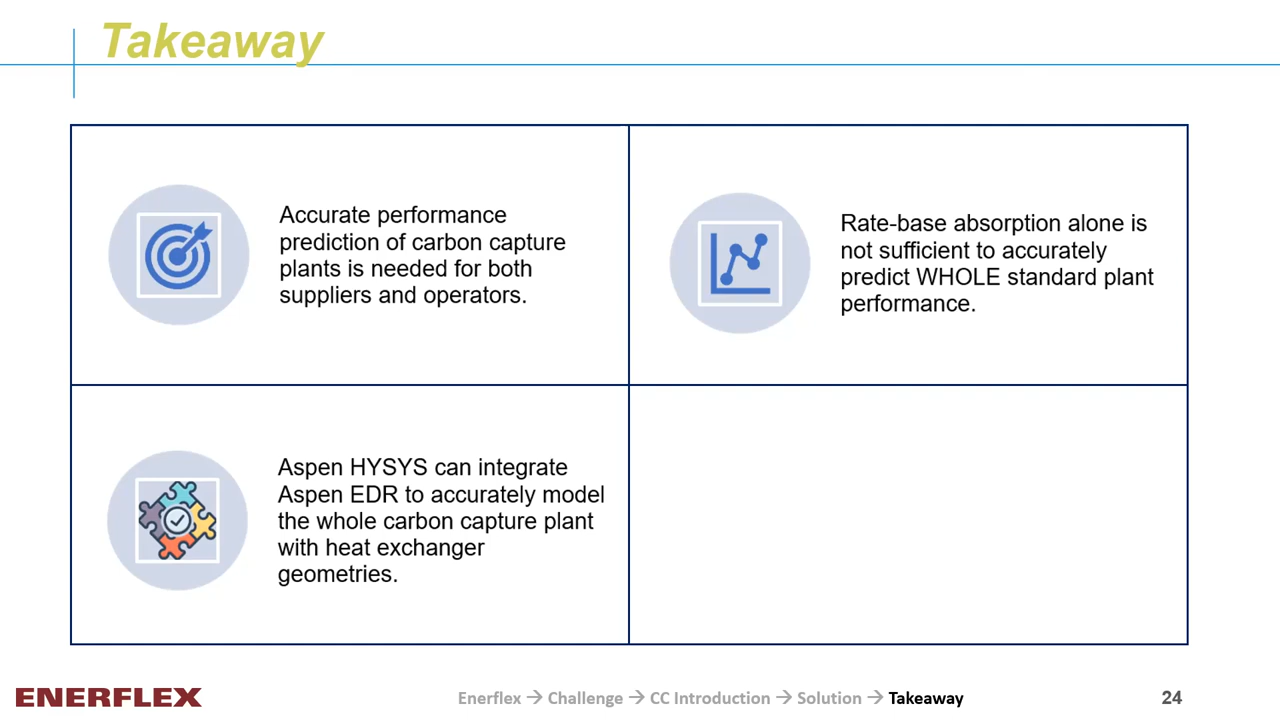 Takeaway
Accurate performance
prediction of carbon capture
plants is needed for both
suppliers and operators.
Rate-base absorption alone is
not sufficient to accurately
predict WHOLE standard plant
performance.
Aspen HYSYS can integrate
Aspen EDR to accurately model
the whole carbon capture plant
with heat exchanger
geometries.
ENERFLEX
Enerflex → Challenge → CC Introduction → Solution → Takeaway
24